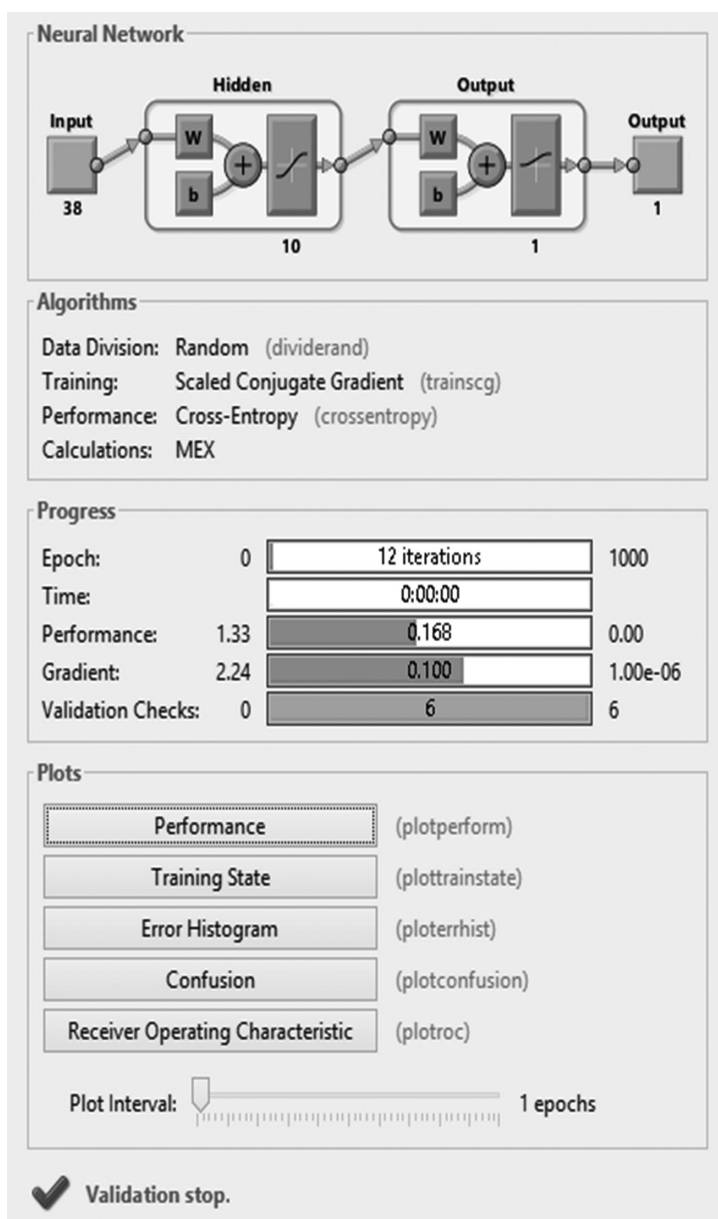 Neural Network
Hidden
Output
Input
Output
W
W
+
+
b
b
38
1
10
1
Algorithms
Data Division: Random (dividerand)
Training: Scaled Conjugate Gradient (trainscg)
Performance: Cross-Entropy (crossentropy)
Calculations: MEX
Progress
Epoch: 0 12 iterations 1000
Time: 0:00:00
Performance: 1.33 0.168 0.00
Gradient: 2.24 0.100 1.00e-06
Validation Checks: 0 6 6
Plots
Performance (plotperform)
Training State (plottrainstate)
Error Histogram (ploterrhist)
Confusion (plotconfusion)
Receiver Operating Characteristic (plotroc)
Plot Interval: 1 epochs
Validation stop.